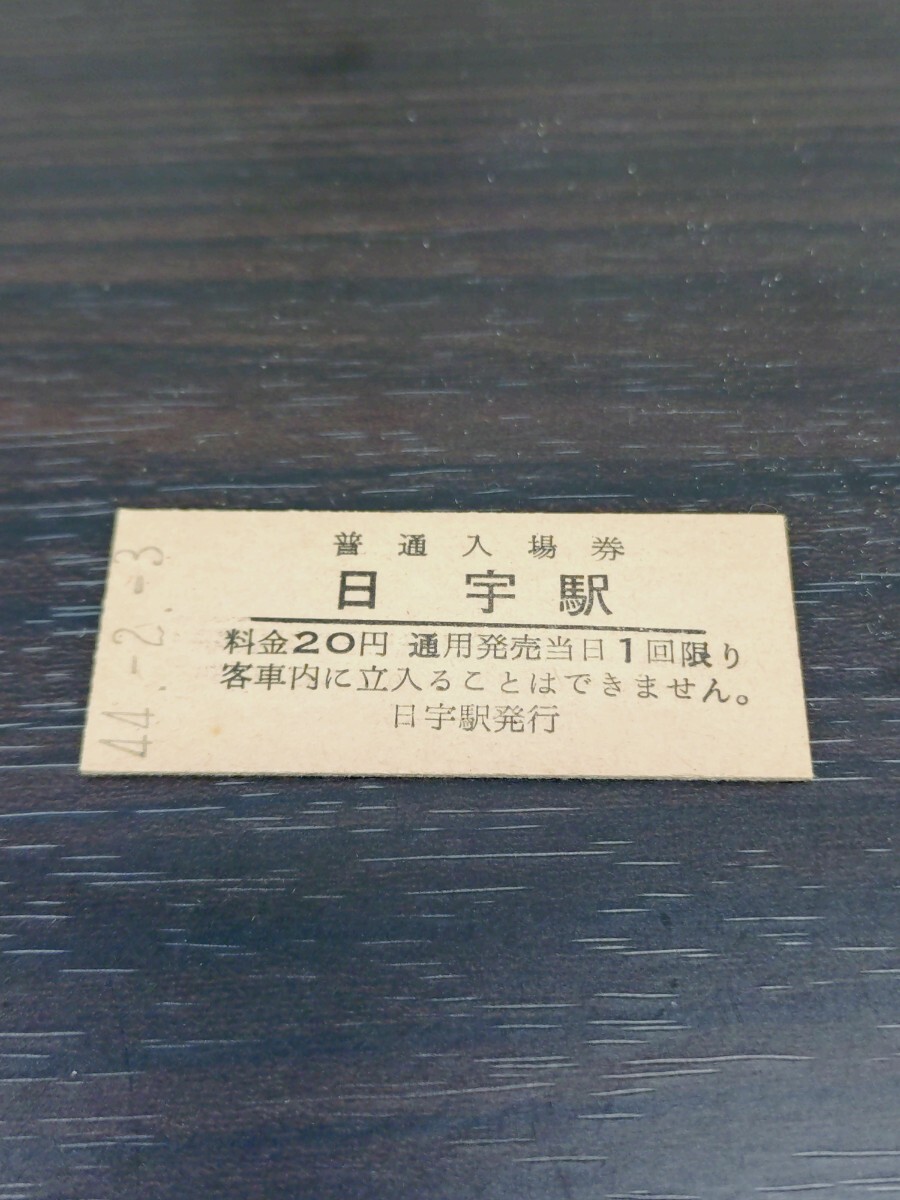 普通入場券
日宇駅
料金20円 通用発売当日1回限り
客車内に立入ることはできません。
日宇駅発行
44.-2.-3